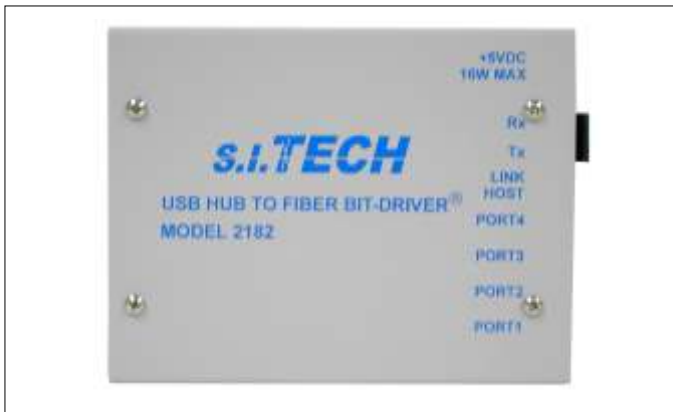 +5VDC
16W MAX
Rx
Tx
S.I.TECH
LINK
HOST
USB HUB TO FIBER BIT-DRIVER®
MODEL 2182
PORT4
PORT3
PORT2
PORT1